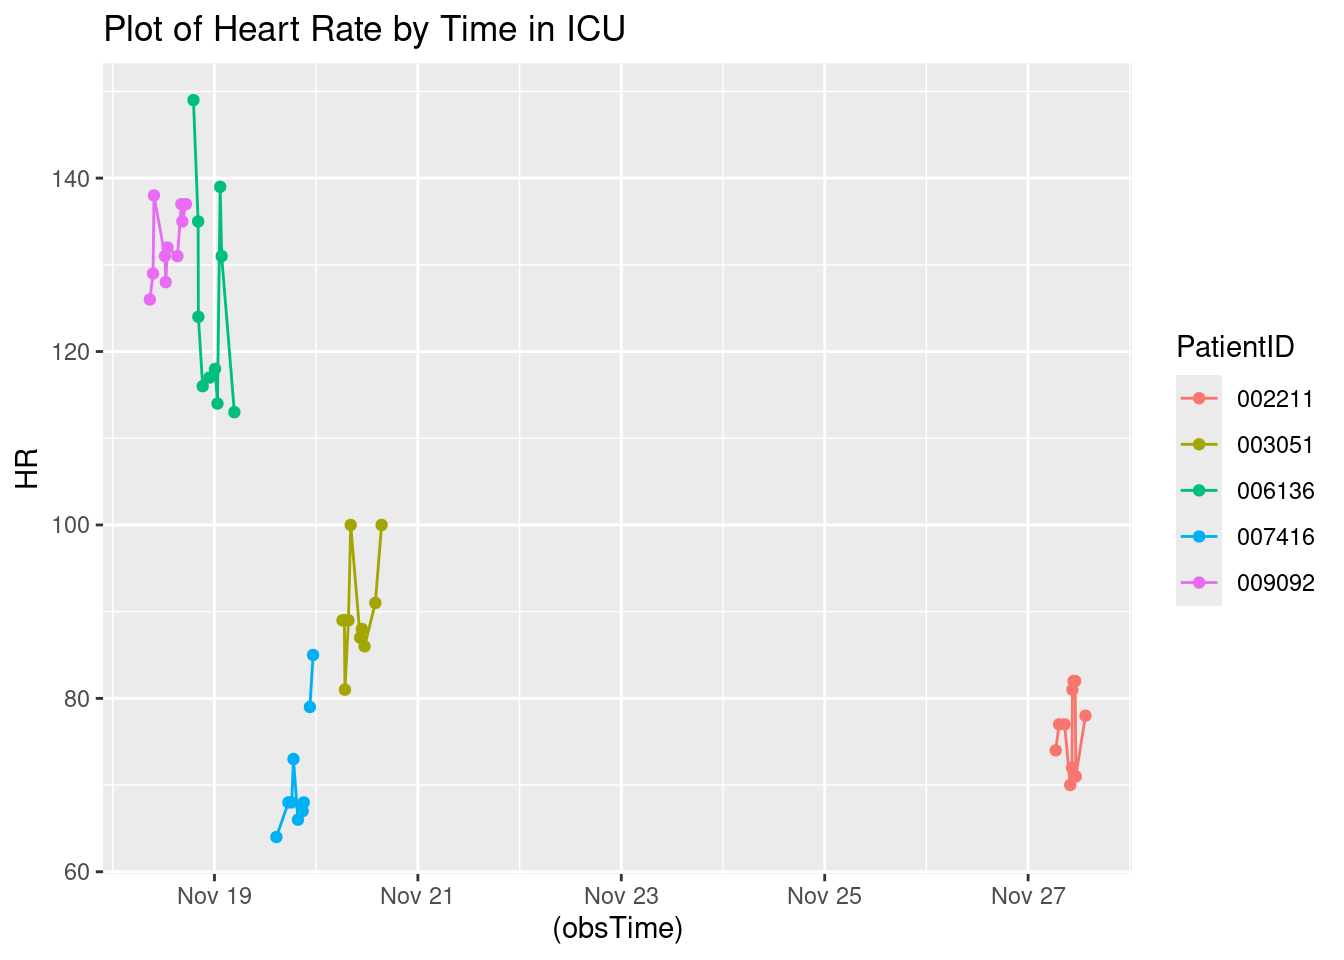 Plot of Heart Rate by Time in ICU
HR
140
120
100
80
60
Nov 19 Nov 21 Nov 23 Nov 25 Nov 27
(obsTime)
PatientID
002211
003051
006136
007416
009092